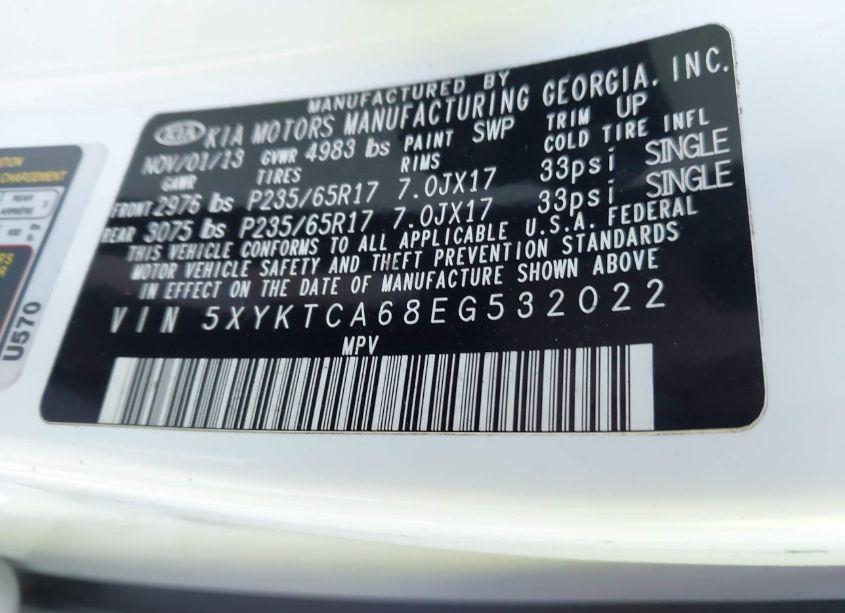 MANUFACTURED BY
KIA KIA MOTORS MANUFACTURING GEORGIA. INC.
NOV/01/13 GVWR 4983 lbs PAINT SWP TRIM UP
GAWR TIRES RIMS COLD TIRE INFL
FRONT 2976 lbs P235/65R17 7.0JX17 33psi SINGLE
REAR 3075 lbs P235/65R17 7.0JX17 33psi SINGLE
THIS VEHICLE CONFORMS TO ALL APPLICABLE U.S.A. FEDERAL
MOTOR VEHICLE SAFETY AND THEFT PREVENTION STANDARDS
IN EFFECT ON THE DATE OF MANUFACTURE SHOWN ABOVE
VIN 5XYKTCA68EG532022
MPV
CHARGEMENT
REAR
U570